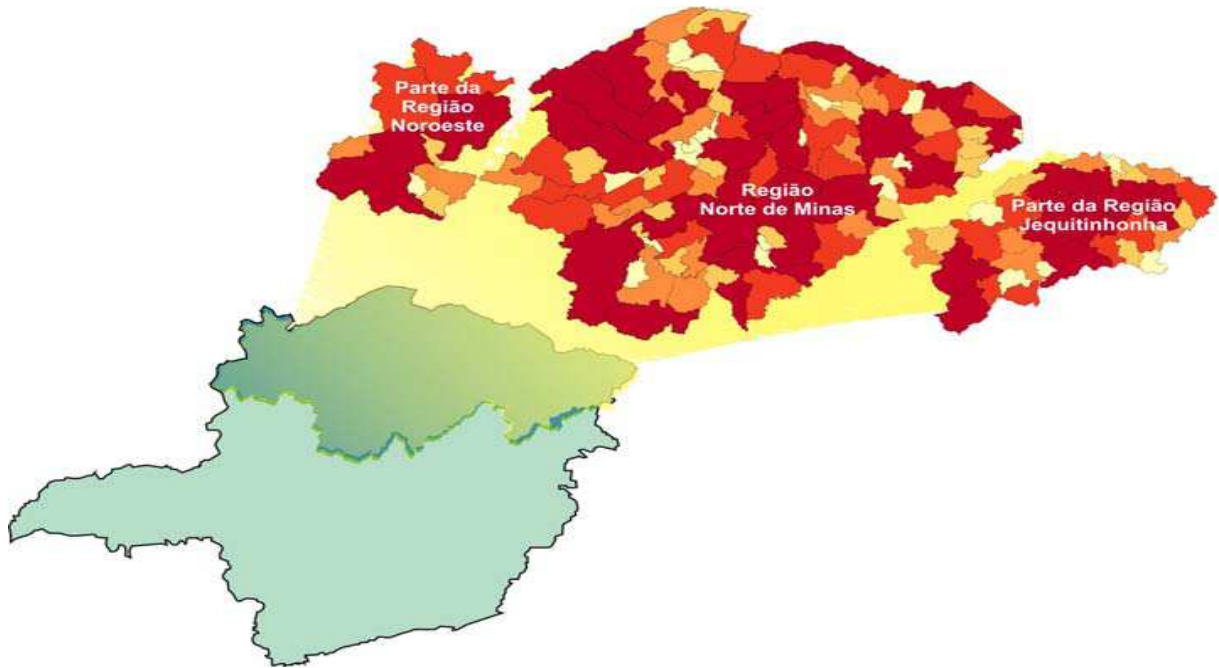 Parte da
Região
Noroeste
Região
Norte de Minas
Parte da Região
Jequitinhonha